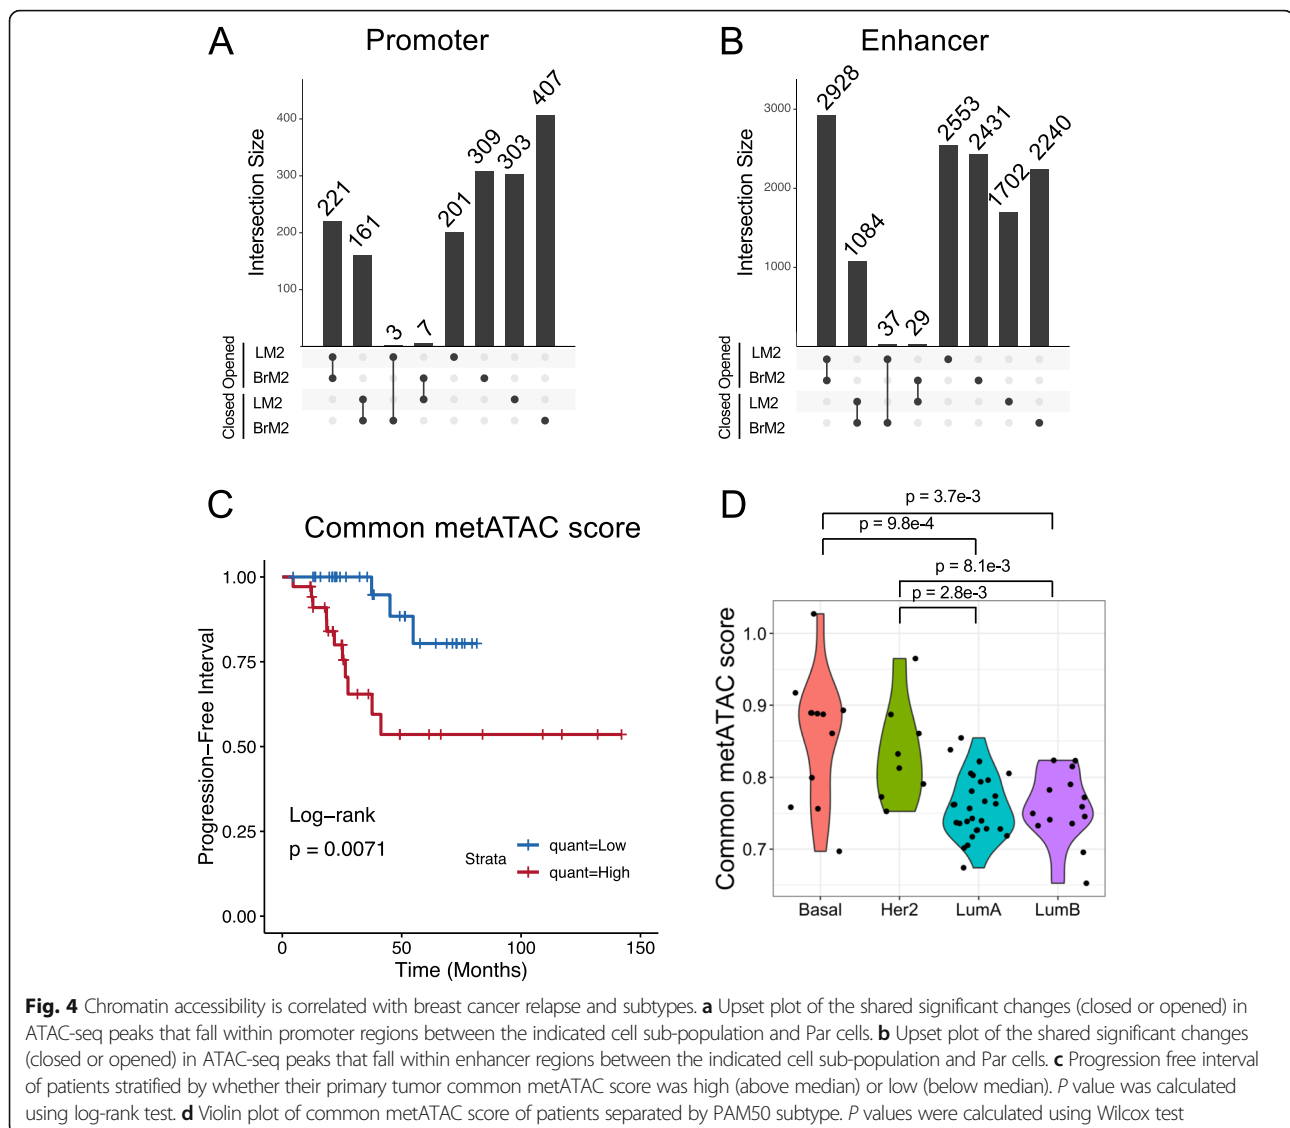 A Promoter
Intersection Size
400
300
200
100
221
161
3
7
201
309
303
407
Opened
Closed
LM2
BrM2
LM2
BrM2
B Enhancer
Intersection Size
3000
2000
1000
2928
1084
37
29
2553
2431
1702
2240
Opened
Closed
LM2
BrM2
LM2
BrM2
C
Common metATAC score
Progression−Free Interval
1.00
0.75
0.50
0.25
0.00
Log−rank
p = 0.0071
Strata
quant=Low
quant=High
0 50 100 150
Time (Months)
D
p = 3.7e-3
p = 9.8e-4
p = 8.1e-3
p = 2.8e-3
Common metATAC score
1.0
0.9
0.8
0.7
Basal Her2 LumA LumB
Fig. 4 Chromatin accessibility is correlated with breast cancer relapse and subtypes. a Upset plot of the shared significant changes (closed or opened) in
ATAC-seq peaks that fall within promoter regions between the indicated cell sub-population and Par cells. b Upset plot of the shared significant changes
(closed or opened) in ATAC-seq peaks that fall within enhancer regions between the indicated cell sub-population and Par cells. c Progression free interval
of patients stratified by whether their primary tumor common metATAC score was high (above median) or low (below median). P value was calculated
using log-rank test. d Violin plot of common metATAC score of patients separated by PAM50 subtype. P values were calculated using Wilcox test